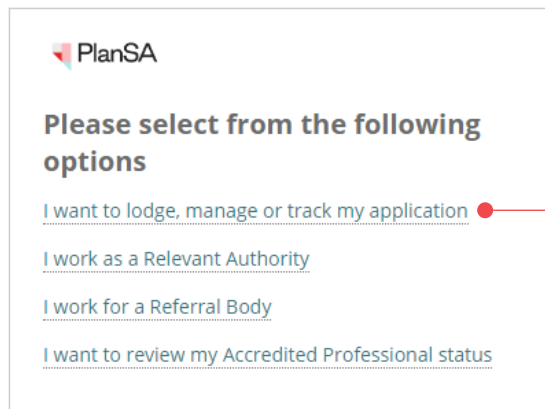 PlanSA
Please select from the following
options
I want to lodge, manage or track my application
I work as a Relevant Authority
I work for a Referral Body
I want to review my Accredited Professional status